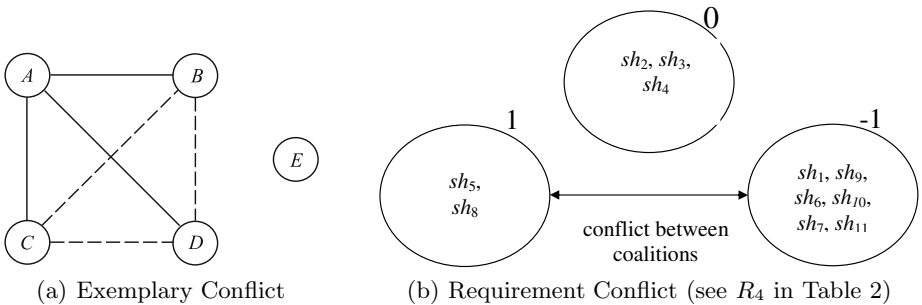 A
B
E
C
D
(a) Exemplary Conflict
0
sh2, sh3,
sh4
1
sh5,
sh8
-1
sh1, sh9,
sh6, sh10,
sh7, sh11
conflict between
coalitions
(b) Requirement Conflict (see R4 in Table 2)